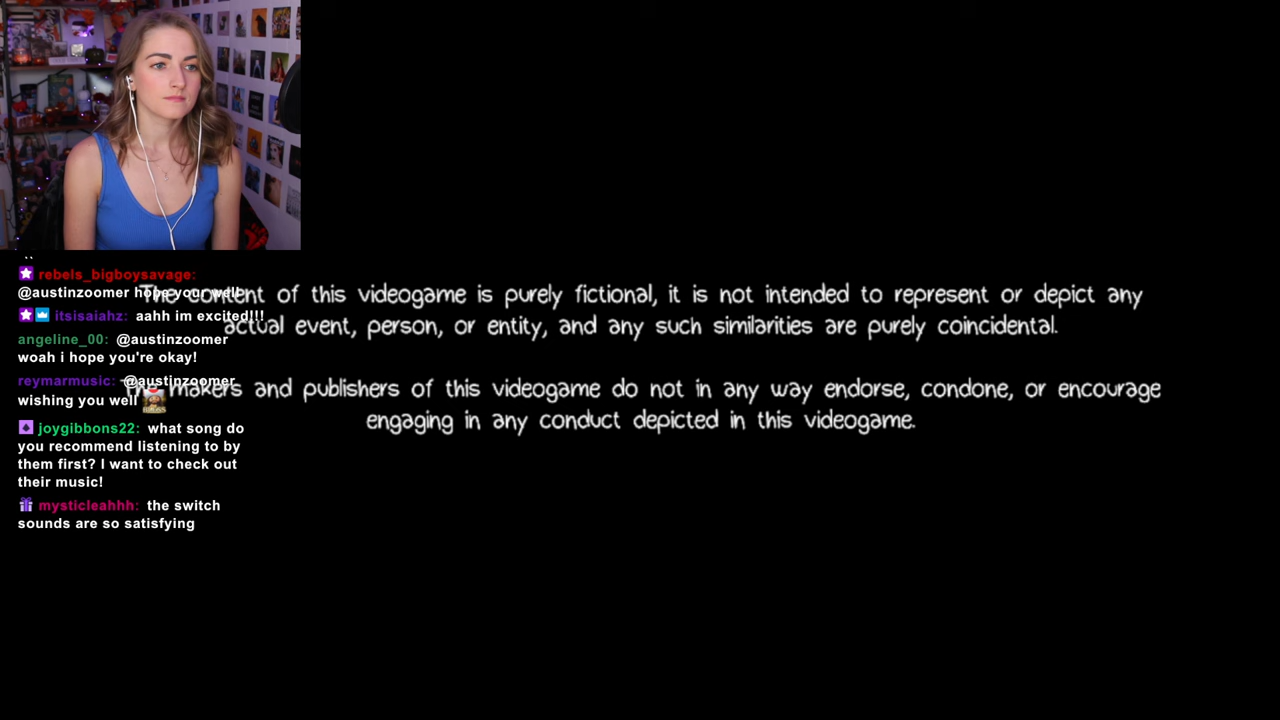 rebels_bigboysavage:
@austinzoomer hope your well
itsisaiahz: aahh im excited!!!
angeline_00: @austinzoomer
woah i hope you're okay!
reymarmusic: @austinzoomer
wishing you well
joygibbons22: what song do
you recommend listening to by
them first? I want to check out
their music!
mysticleahhh: the switch
sounds are so satisfying
The content of this videogame is purely fictional, it is not intended to represent or depict any
actual event, person, or entity, and any such similarities are purely coincidental.
The makers and publishers of this videogame do not in any way endorse, condone, or encourage
engaging in any conduct depicted in this videogame.